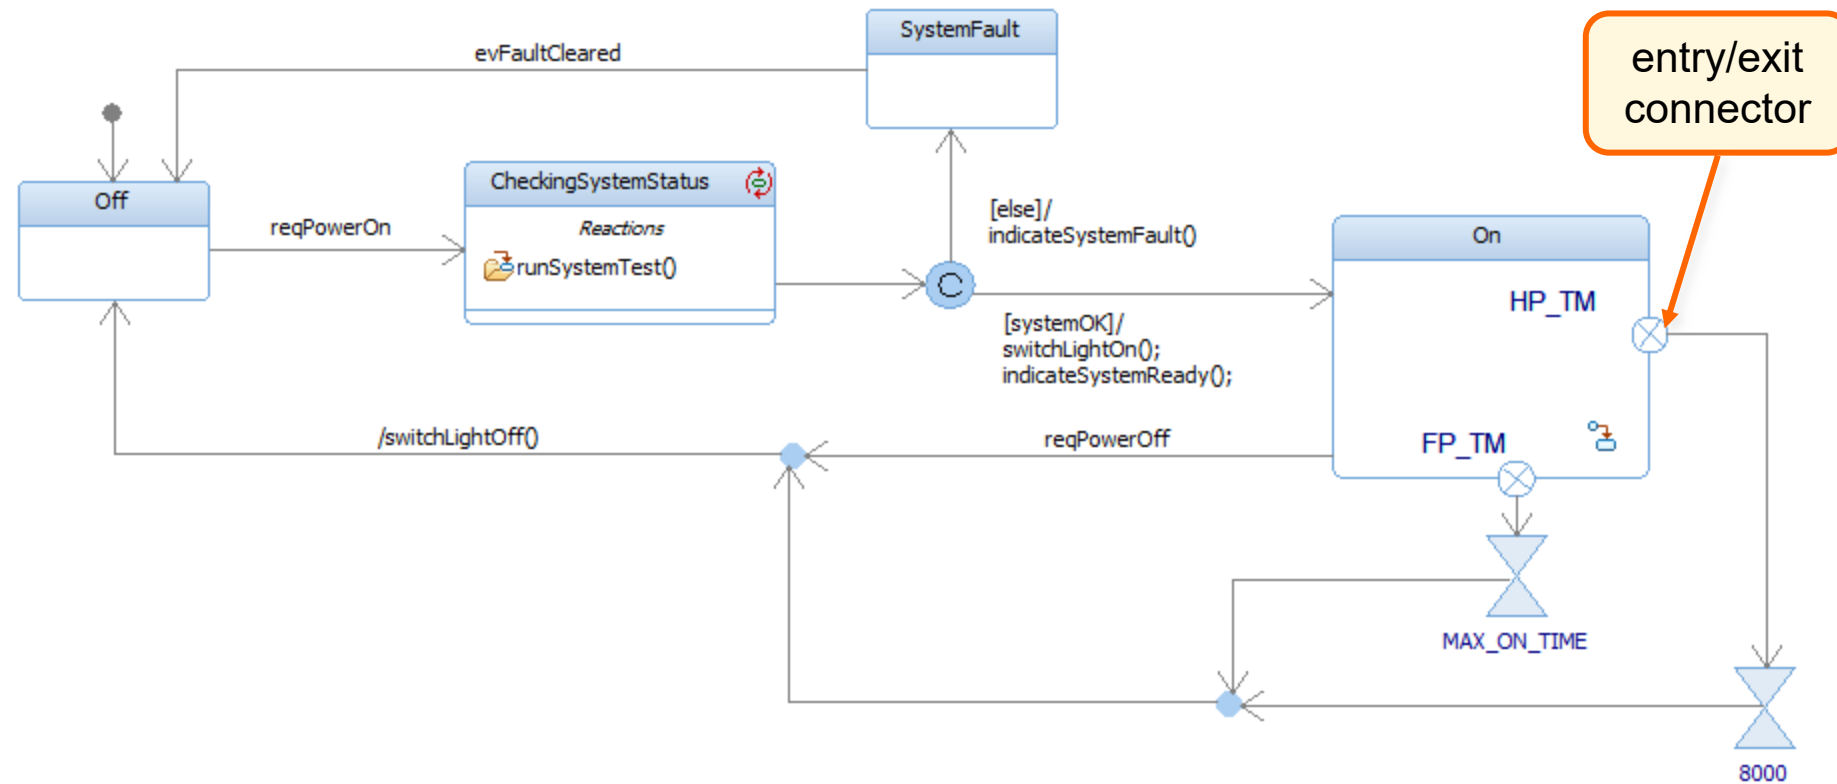 SystemFault
evFaultCleared
entry/exit
connector
Off
reqPowerOn
CheckingSystemStatus
Reactions
runSystemTest()
C
[else]/
indicateSystemFault()
[systemOK]/
switchLightOn();
indicateSystemReady();
On
HP_TM
FP_TM
/switchLightOff()
reqPowerOff
MAX_ON_TIME
8000